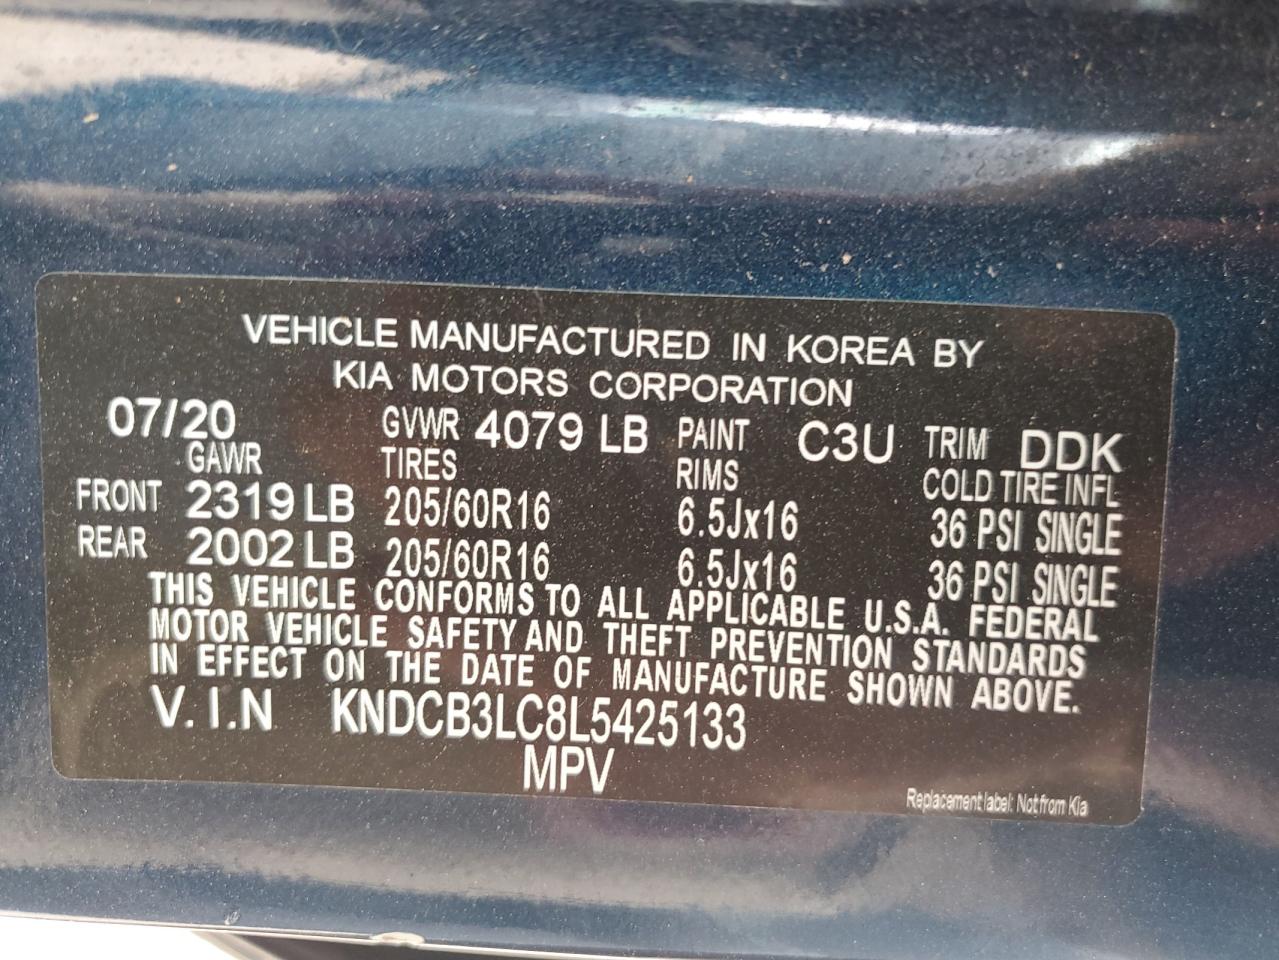 VEHICLE MANUFACTURED IN KOREA BY
KIA MOTORS CORPORATION
07/20 GVWR 4079 LB PAINT C3U TRIM DDK
GAWR TIRES RIMS COLD TIRE INFL
FRONT 2319 LB 205/60R16 6.5Jx16 36 PSI SINGLE
REAR 2002 LB 205/60R16 6.5Jx16 36 PSI SINGLE
THIS VEHICLE CONFORMS TO ALL APPLICABLE U.S.A. FEDERAL
MOTOR VEHICLE SAFETY AND THEFT PREVENTION STANDARDS
IN EFFECT ON THE DATE OF MANUFACTURE SHOWN ABOVE.
V.I.N KNDCB3LC8L5425133
MPV
Replacement label: Not from Kia